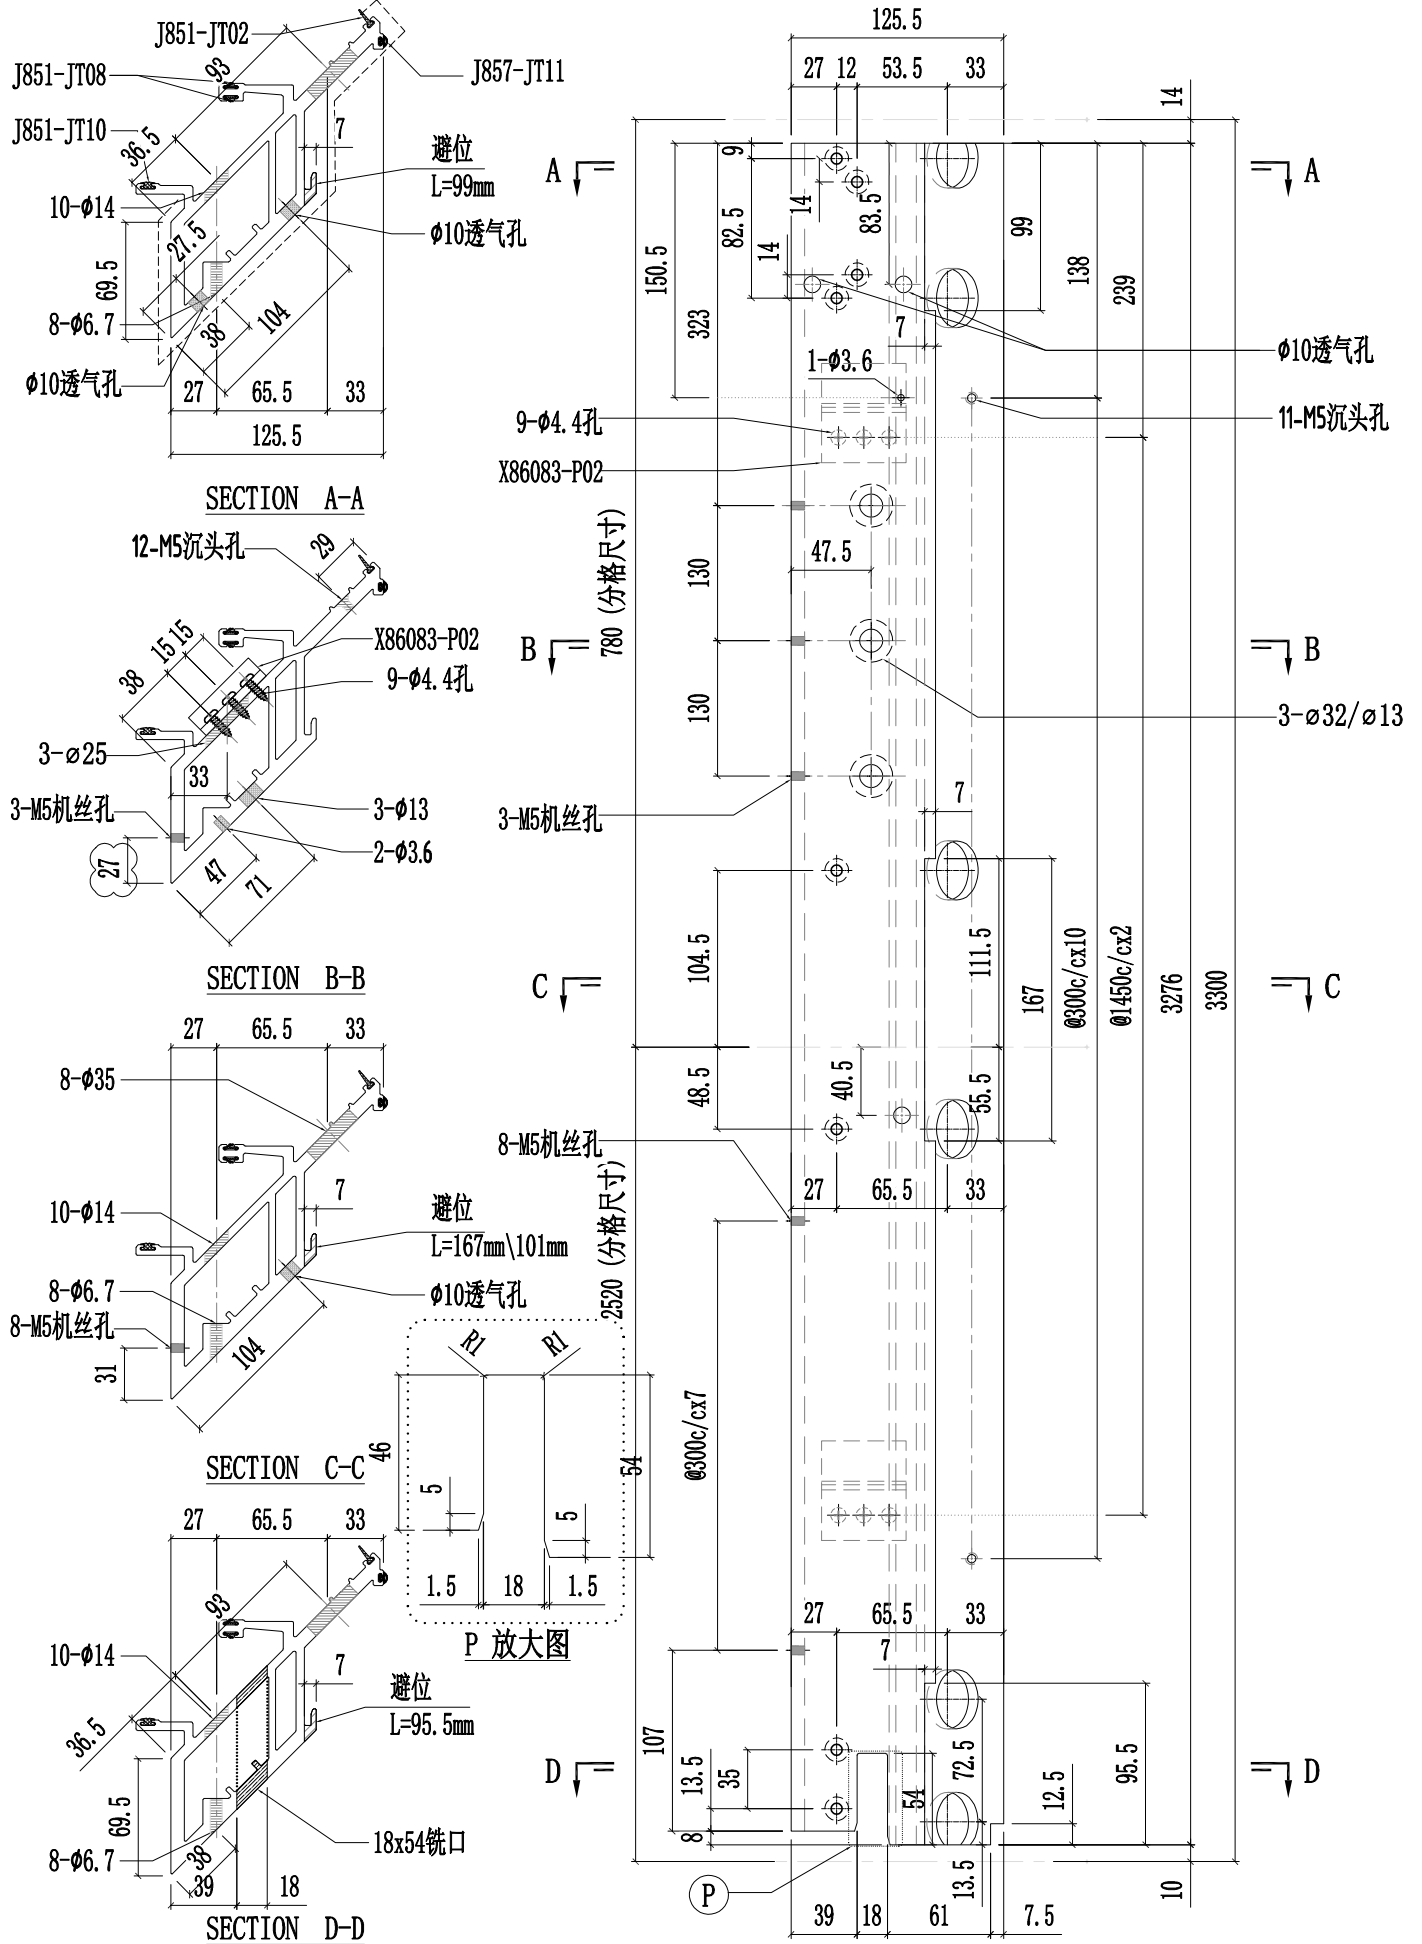 J851-JT02
J851-JT08
J851-JT10
J857-JT11
93
36.5
7
避位
L=99mm
10-φ14
φ10透气孔
27.5
69.5
8-φ6.7
38
104
φ10透气孔
27
65.5
33
125.5
SECTION A-A
12-M5沉头孔
29
X86083-P02
15
15
38
9-φ4.4孔
3-ø25
33
3-M5机丝孔
3-φ13
2-φ3.6
27
47
71
SECTION B-B
27
65.5
33
8-φ35
7
10-φ14
避位
L=167mm\101mm
8-φ6.7
φ10透气孔
8-M5机丝孔
31
104
SECTION C-C
27
65.5
33
93
10-φ14
7
避位
L=95.5mm
36.5
69.5
8-φ6.7
38
18x54铣口
39
18
SECTION D-D
R1
R1
46
54
5
5
1.5
18
1.5
P 放大图
125.5
27
12
53.5
33
14
A
A
9
14
82.5
83.5
14
99
150.5
138
239
323
7
1-φ3.6
φ10透气孔
9-φ4.4孔
11-M5沉头孔
X86083-P02
780 (分格尺寸)
130
47.5
B
B
130
3-ø32/ø13
3-M5机丝孔
7
104.5
111.5
167
@300c/cx10
@1450c/cx2
3276
3300
C
C
48.5
40.5
55.5
8-M5机丝孔
27
65.5
33
2520 (分格尺寸)
@300c/cx7
27
65.5
33
7
107
13.5
35
72.5
95.5
54
12.5
D
D
8
13.5
10
P
39
18
61
7.5